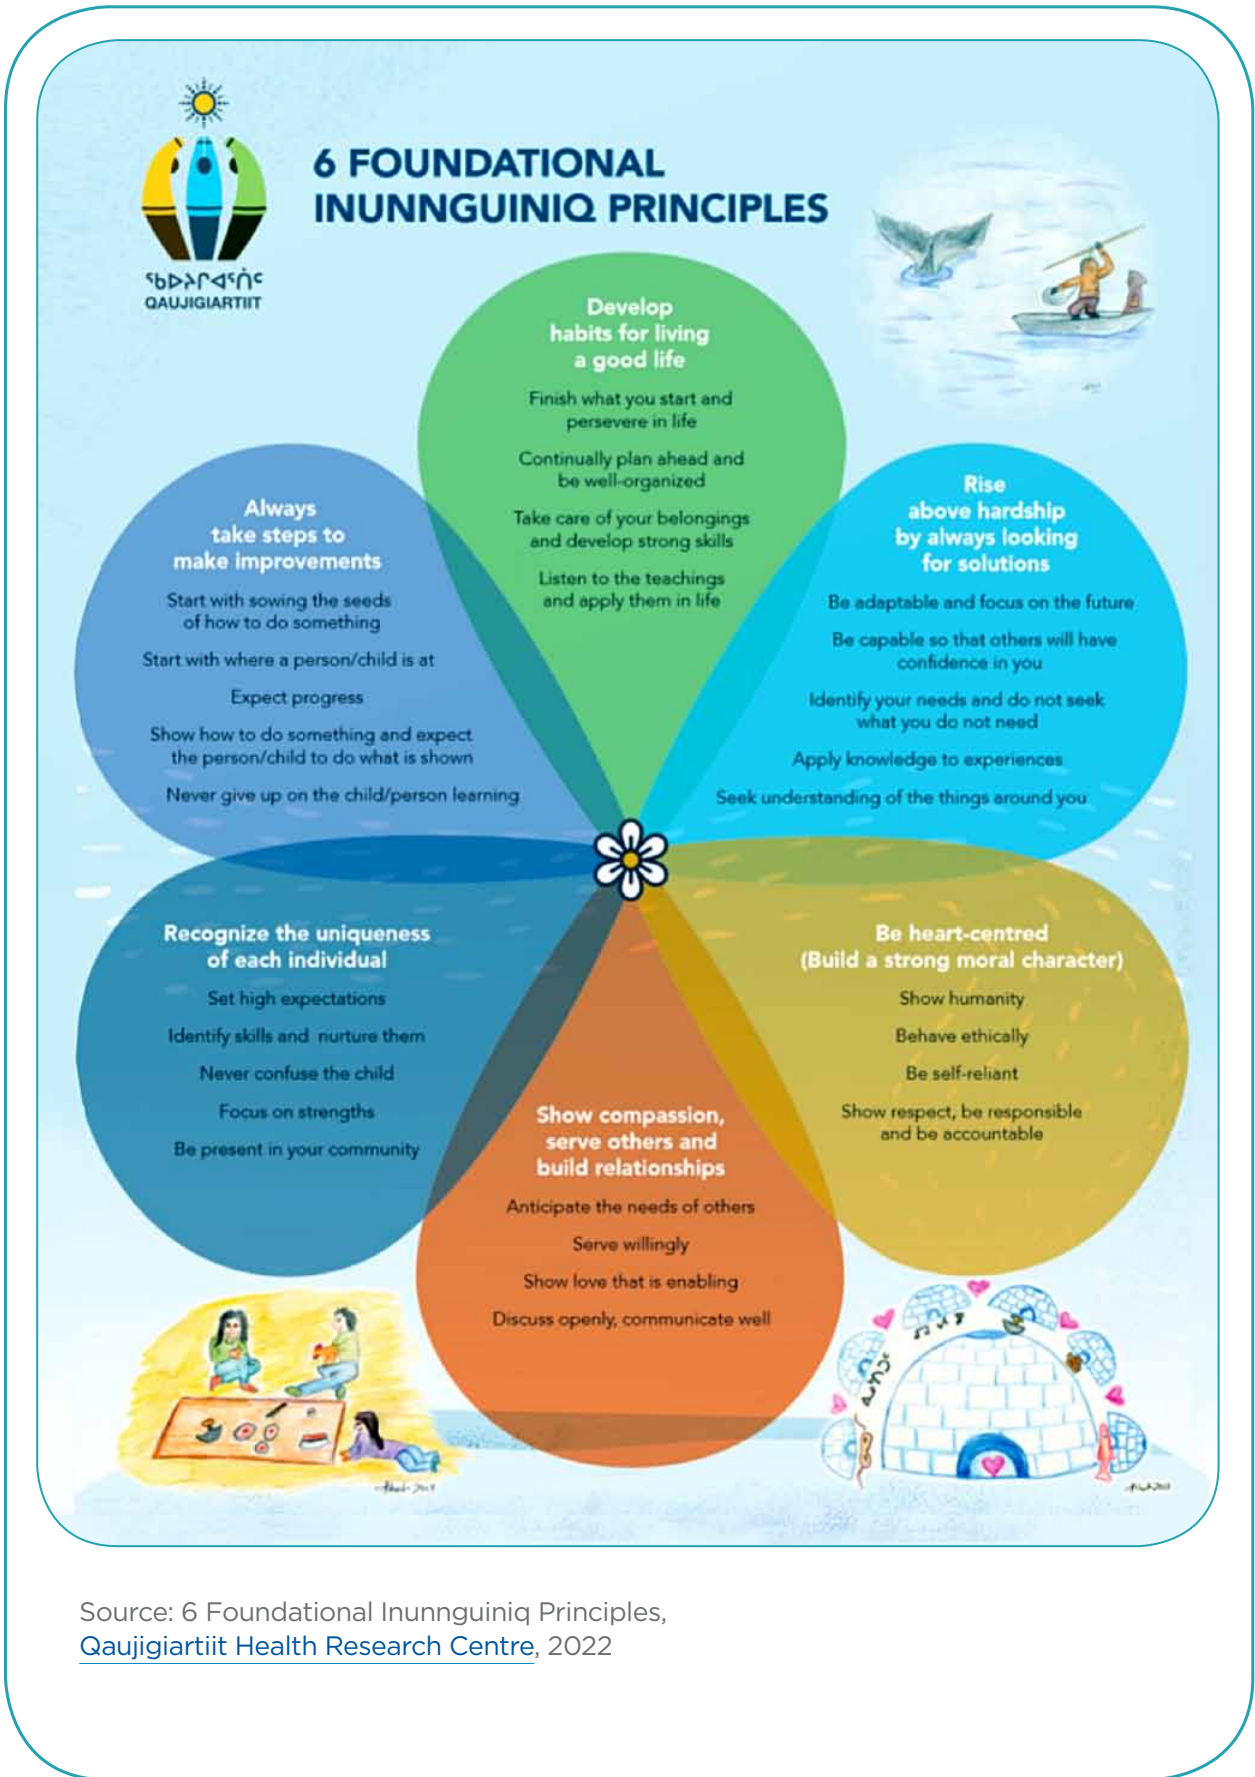 ᖃᐅᔨᒋᐊᕐᑏᑦ
QAUJIGIARTIIT
6 FOUNDATIONAL
INUNNGUINIQ PRINCIPLES
Develop
habits for living
a good life
Finish what you start and
persevere in life
Continually plan ahead and
be well-organized
Take care of your belongings
and develop strong skills
Listen to the teachings
and apply them in life
Rise
above hardship
by always looking
for solutions
Be adaptable and focus on the future
Be capable so that others will have
confidence in you
Identify your needs and do not seek
what you do not need
Apply knowledge to experiences
Seek understanding of the things around you
Be heart-centred
(Build a strong moral character)
Show humanity
Behave ethically
Be self-reliant
Show respect, be responsible
and be accountable
Show compassion,
serve others and
build relationships
Anticipate the needs of others
Serve willingly
Show love that is enabling
Discuss openly, communicate well
Recognize the uniqueness
of each individual
Set high expectations
Identify skills and nurture them
Never confuse the child
Focus on strengths
Be present in your community
Always
take steps to
make improvements
Start with sowing the seeds
of how to do something
Start with where a person/child is at
Expect progress
Show how to do something and expect
the person/child to do what is shown
Never give up on the child/person learning
Source: 6 Foundational Inunnguiniq Principles,
Qaujigiartiit Health Research Centre, 2022